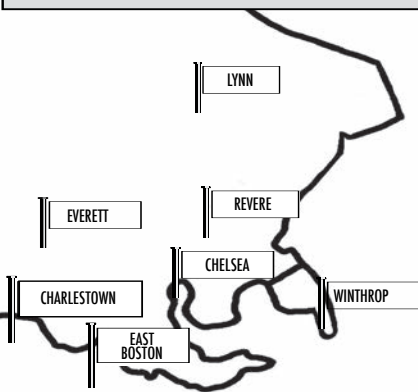 LYNN
REVERE
EVERETT
CHELSEA
CHARLESTOWN
WINTHROP
EAST
BOSTON